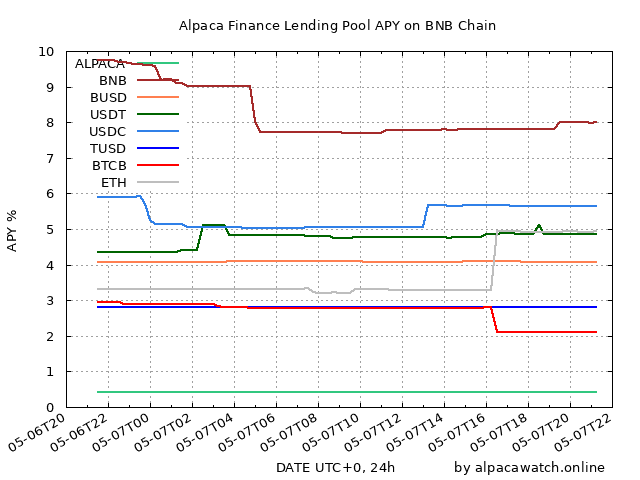 Alpaca Finance Lending Pool APY on BNB Chain
10
9
8
7
6
5
4
3
2
1
0
APY %
ALPACA
BNB
BUSD
USDT
USDC
TUSD
BTCB
ETH
05-06T20
05-06T22
05-07T00
05-07T02
05-07T04
05-07T06
05-07T08
05-07T10
05-07T12
05-07T14
05-07T16
05-07T18
05-07T20
05-07T22
DATE UTC+0, 24h
by alpacawatch.online